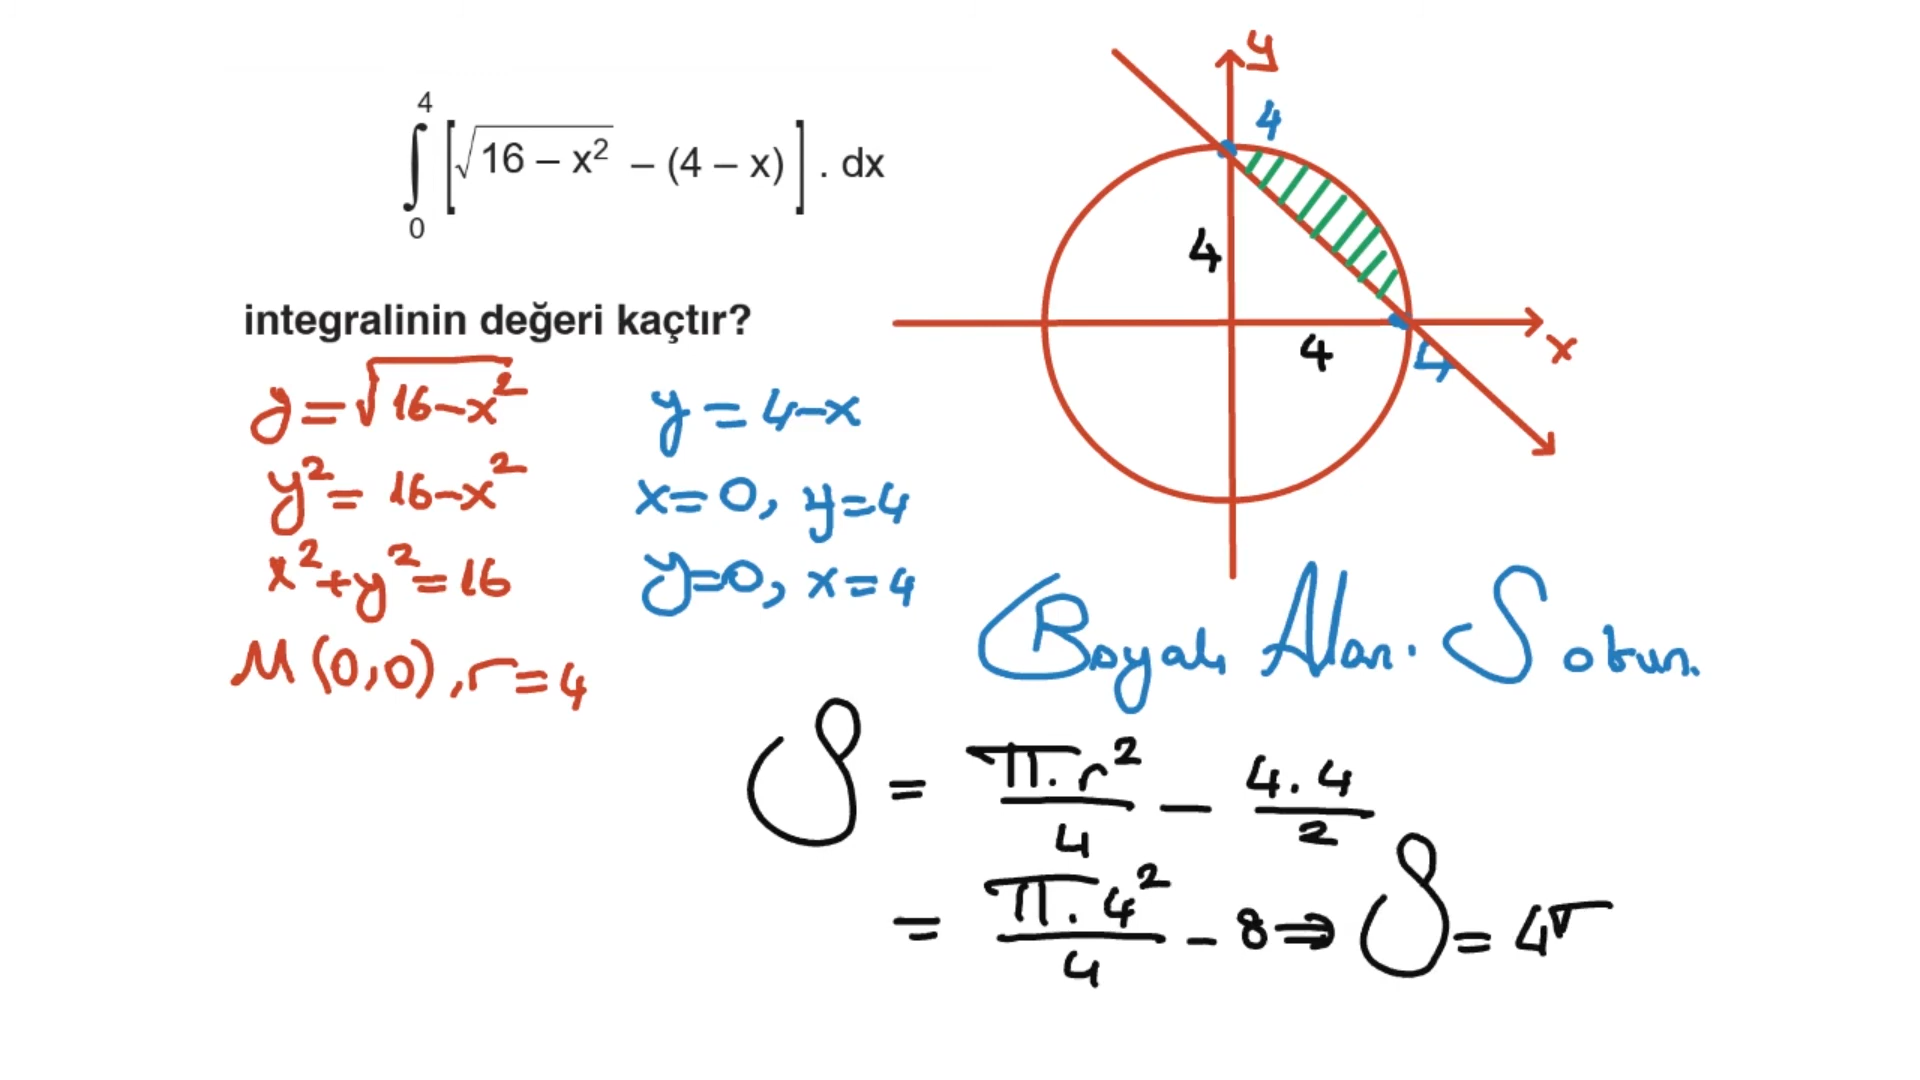 ∫₀⁴ [√(16 – x²) – (4 – x)] . dx
integralinin değeri kaçtır?
y = √(16-x²)
y² = 16-x²
x²+y² = 16
M(0,0), r=4
y = 4-x
x=0, y=4
y=0, x=4
y
4
4
4
4
x
Boyalı Alan S olsun.
S = π.r²/4 - 4.4/2
= π.4²/4 - 8 ⇒ S = 4